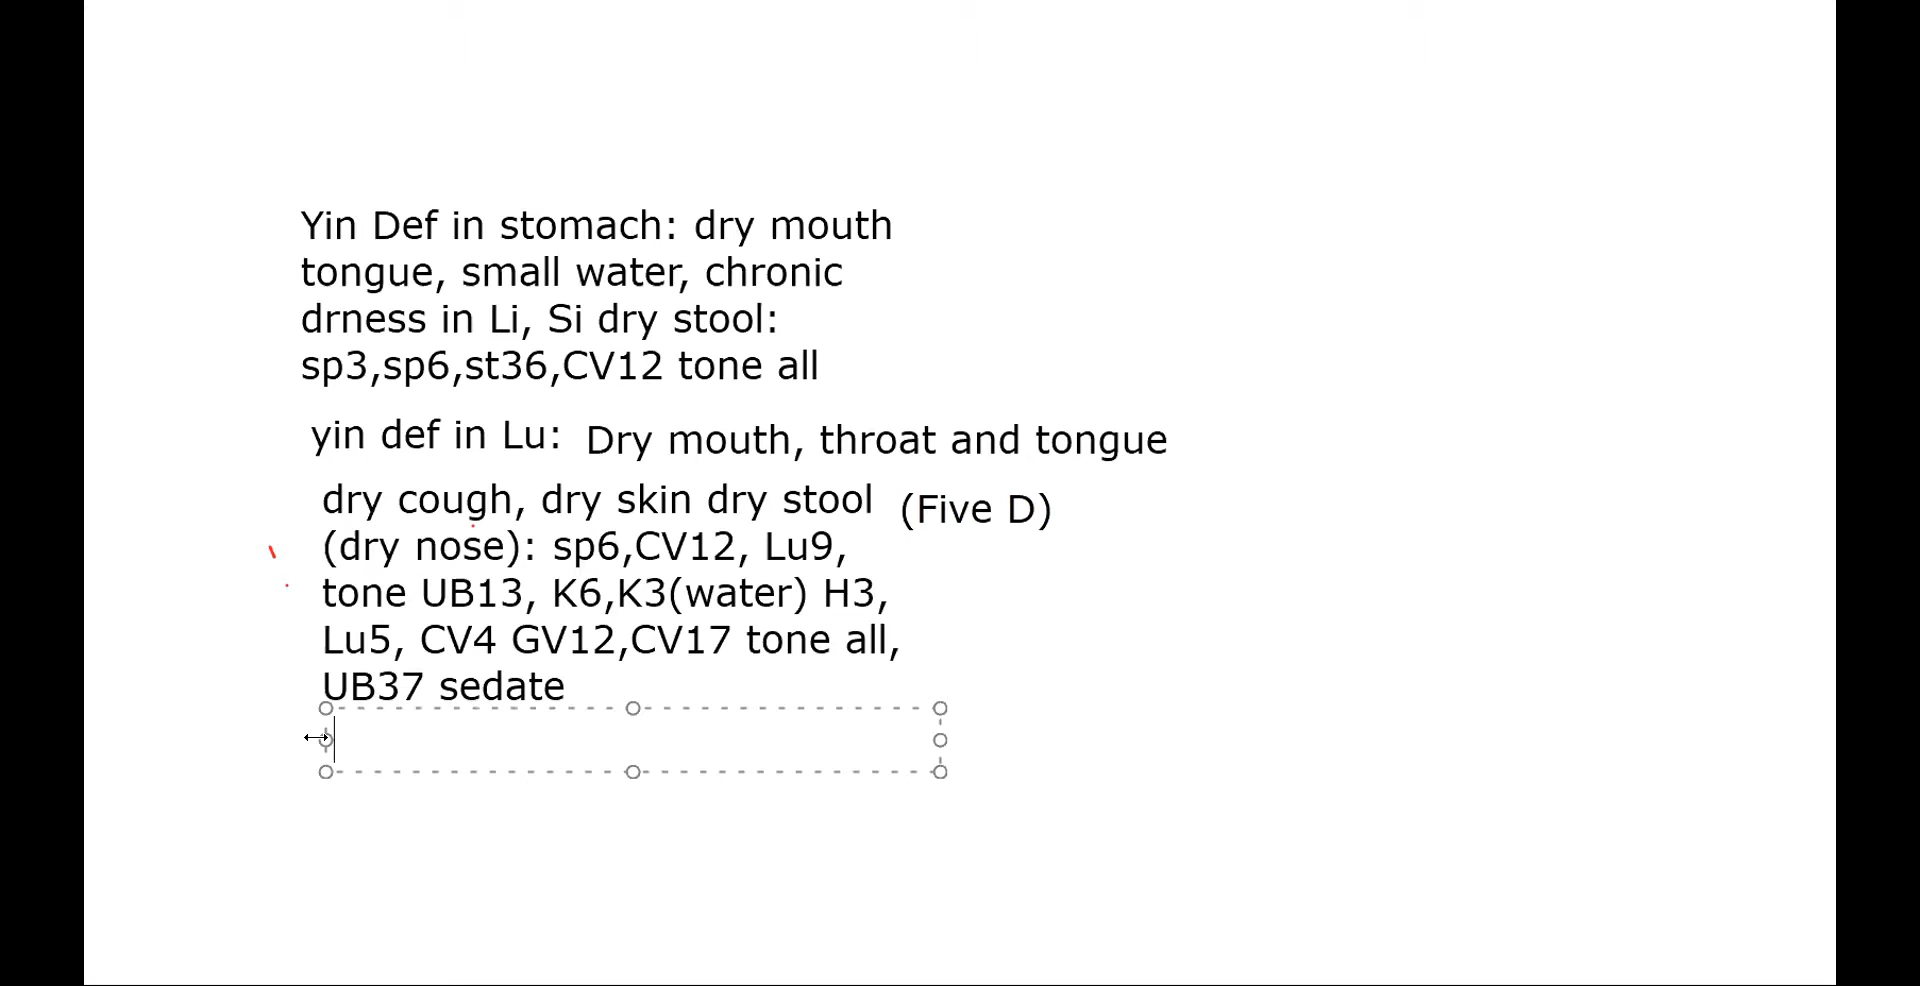 Yin Def in stomach: dry mouth
tongue, small water, chronic
drness in Li, Si dry stool:
sp3,sp6,st36,CV12 tone all
yin def in Lu: Dry mouth, throat and tongue
dry cough, dry skin dry stool (Five D)
(dry nose): sp6,CV12, Lu9,
tone UB13, K6,K3(water) H3,
Lu5, CV4 GV12,CV17 tone all,
UB37 sedate